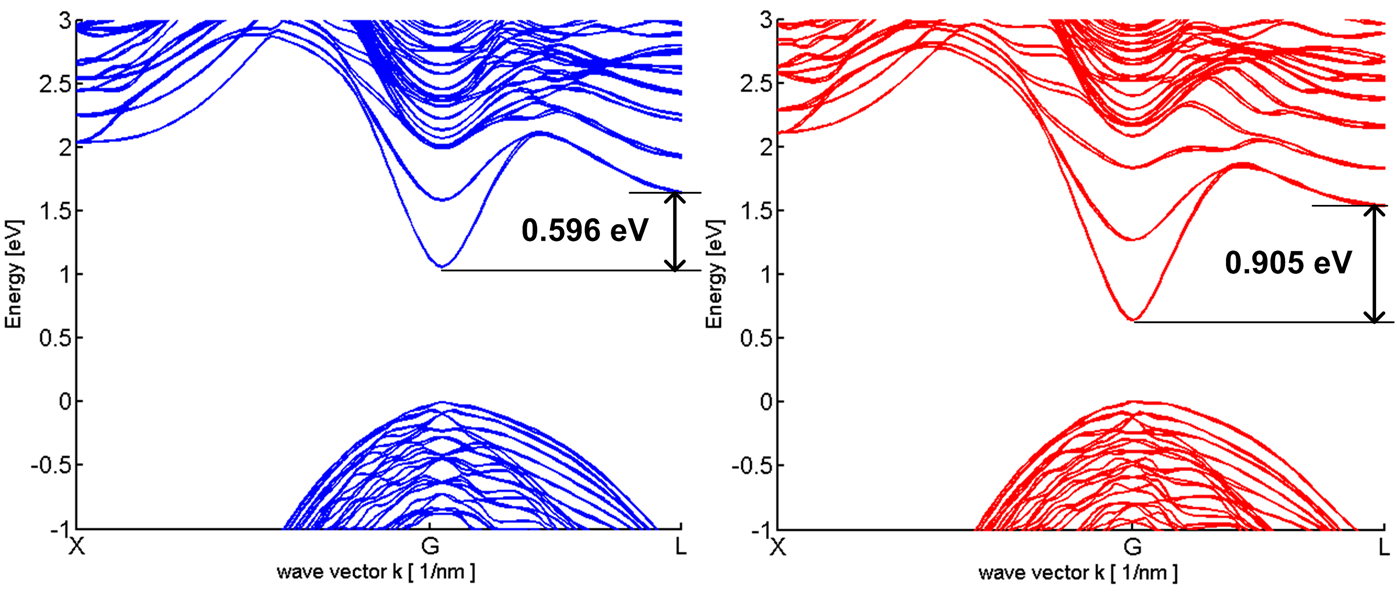 3
2.5
2
1.5
1
0.5
0
-0.5
-1
Energy [eV]
0.596 eV
X
G
L
wave vector k [ 1/nm ]
3
2.5
2
1.5
1
0.5
0
-0.5
-1
Energy [eV]
0.905 eV
X
G
L
wave vector k [ 1/nm ]